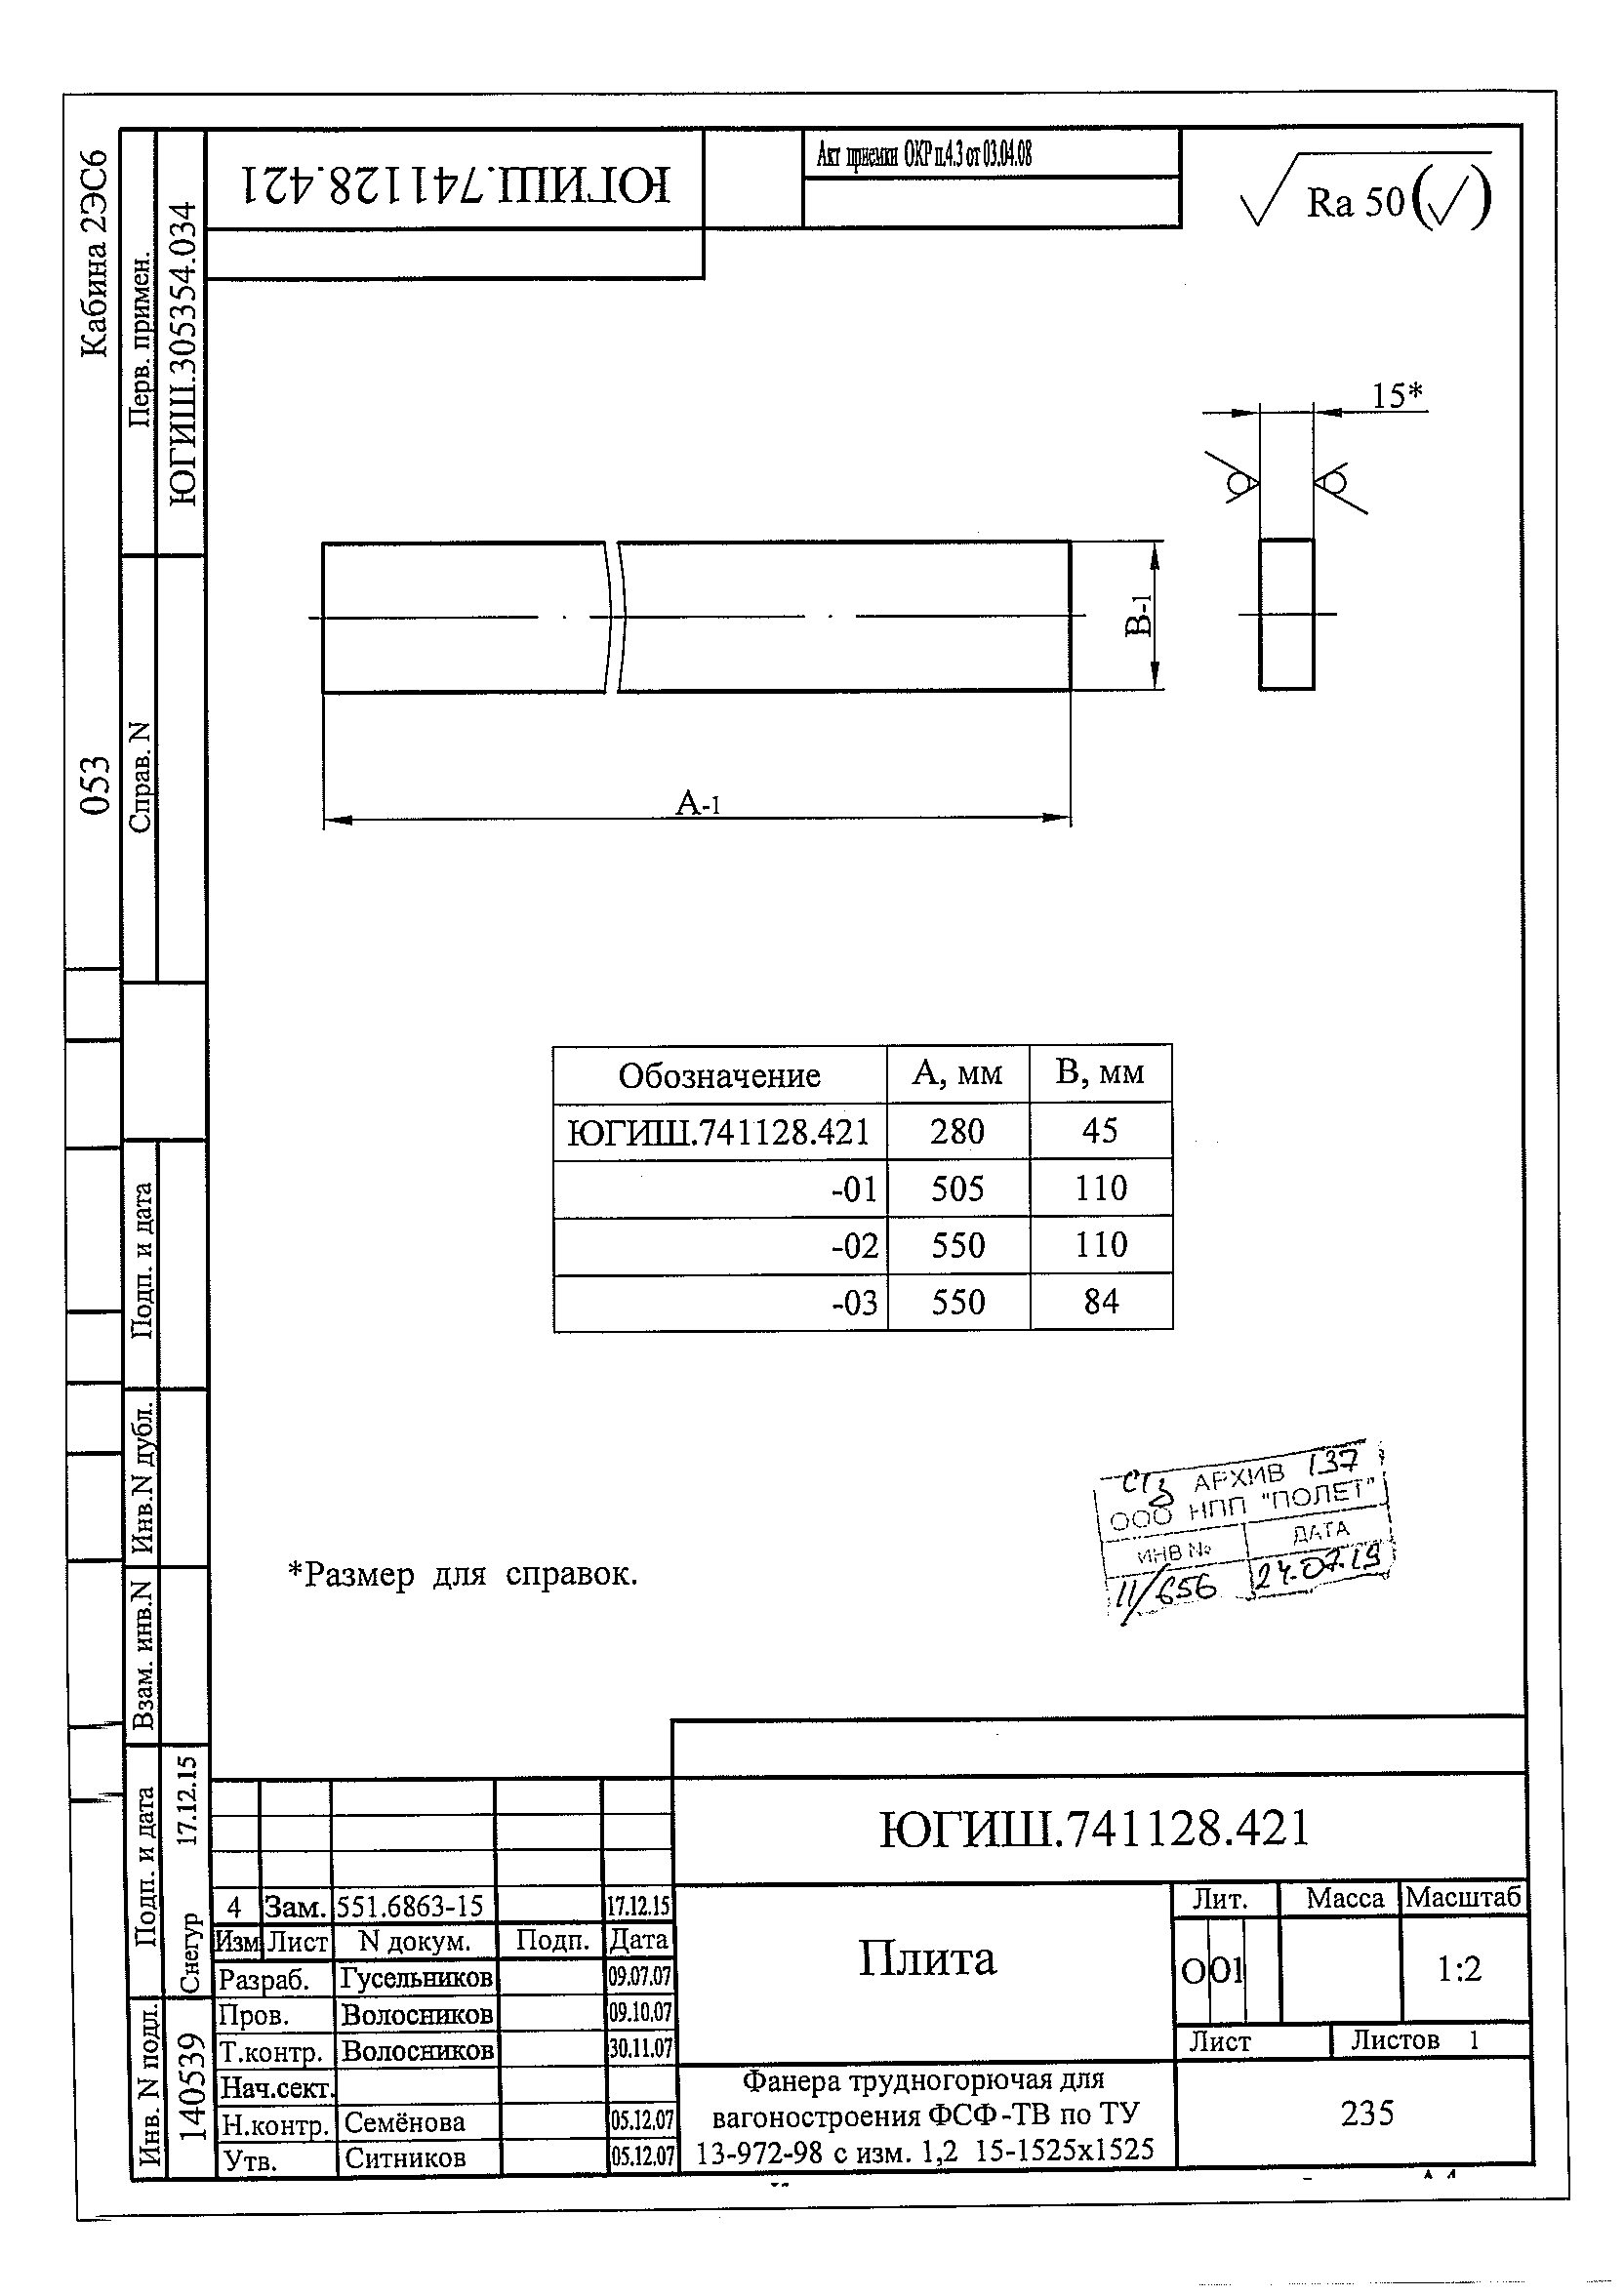 Кабина 2ЭС6
053
Перв. примен.
ЮГИШ.305354.034
Справ. N
Подп. и дата
Инв.N дубл.
Взам. инв.N
Подп. и дата
Снегур 17.12.15
Инв. N подл.
140539
ЮГИШ.741128.421
Акт приемки ОКР п.4.3 от 03.04.08
Ra 50 (√)
15*
B-1
A-1
Обозначение А, мм В, мм
ЮГИШ.741128.421 280 45
-01 505 110
-02 550 110
-03 550 84
*Размер для справок.
АРХИВ 137
ООО НПП "ПОЛЕТ"
ИНВ № ДАТА
11/656 24.07.19
ЮГИШ.741128.421
4 Зам. 551.6863-15 17.12.15
Изм Лист N докум. Подп. Дата
Разраб. Гусельников 09.07.07
Пров. Волосников 09.10.07
Т.контр. Волосников 30.11.07
Нач.сект.
Н.контр. Семёнова 05.12.07
Утв. Ситников 05.12.07
Плита
Лит. Масса Масштаб
О О1 1:2
Лист Листов 1
Фанера трудногорючая для
вагоностроения ФСФ-ТВ по ТУ
13-972-98 с изм. 1,2 15-1525х1525
235